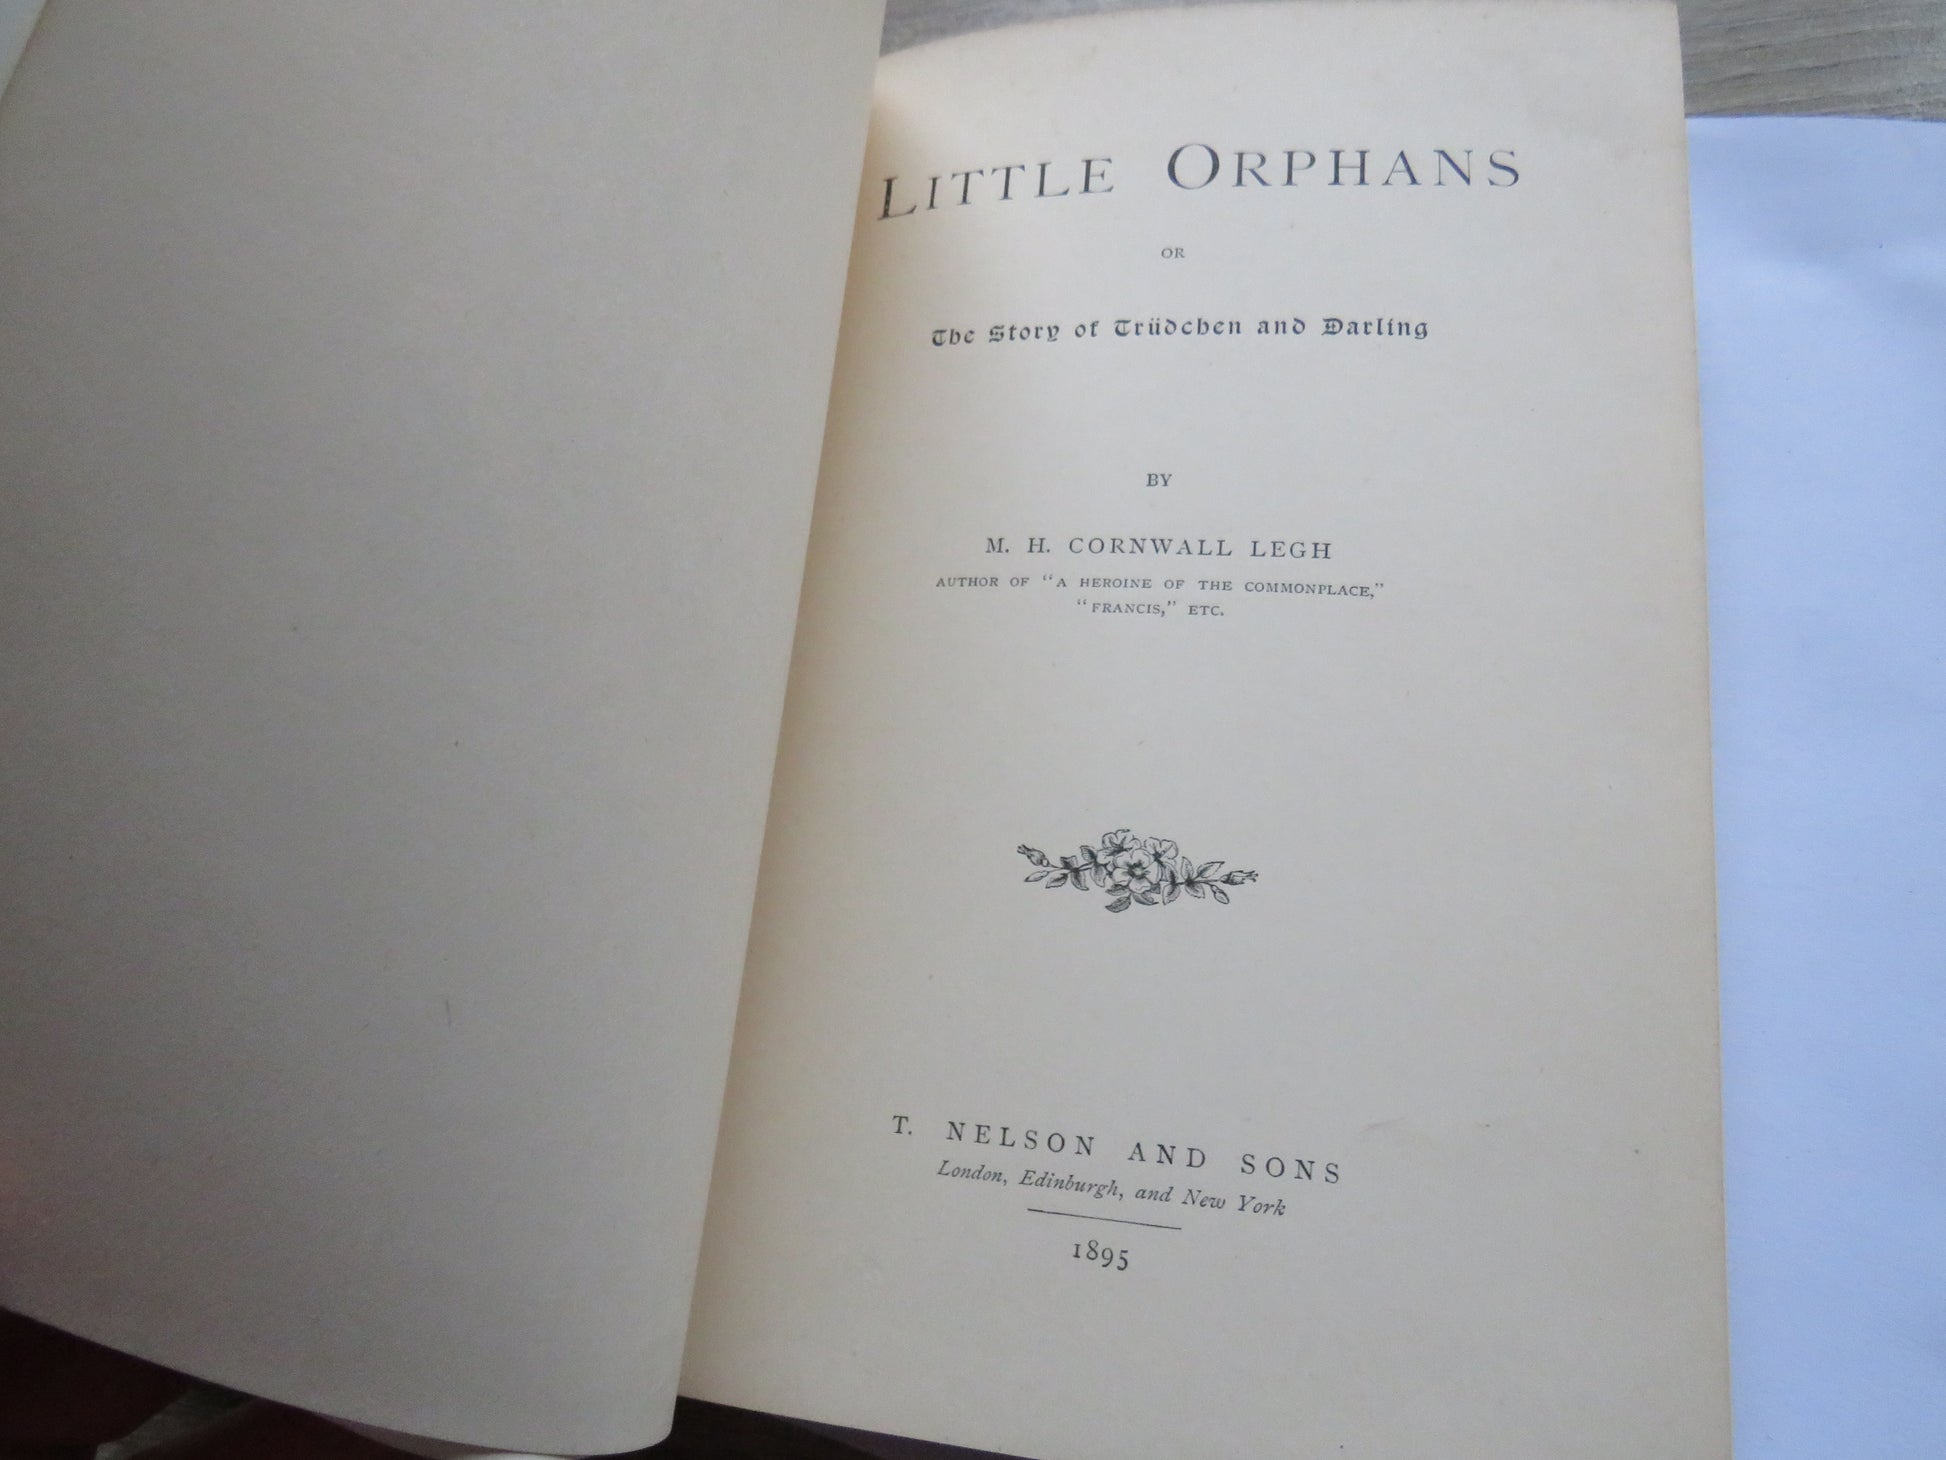 LITTLE ORPHANS
OR
The Story of Trüdchen and Darling
BY
M. H. CORNWALL LEGH
AUTHOR OF "A HEROINE OF THE COMMONPLACE,"
"FRANCIS," ETC.
T. NELSON AND SONS
London, Edinburgh, and New York
1895